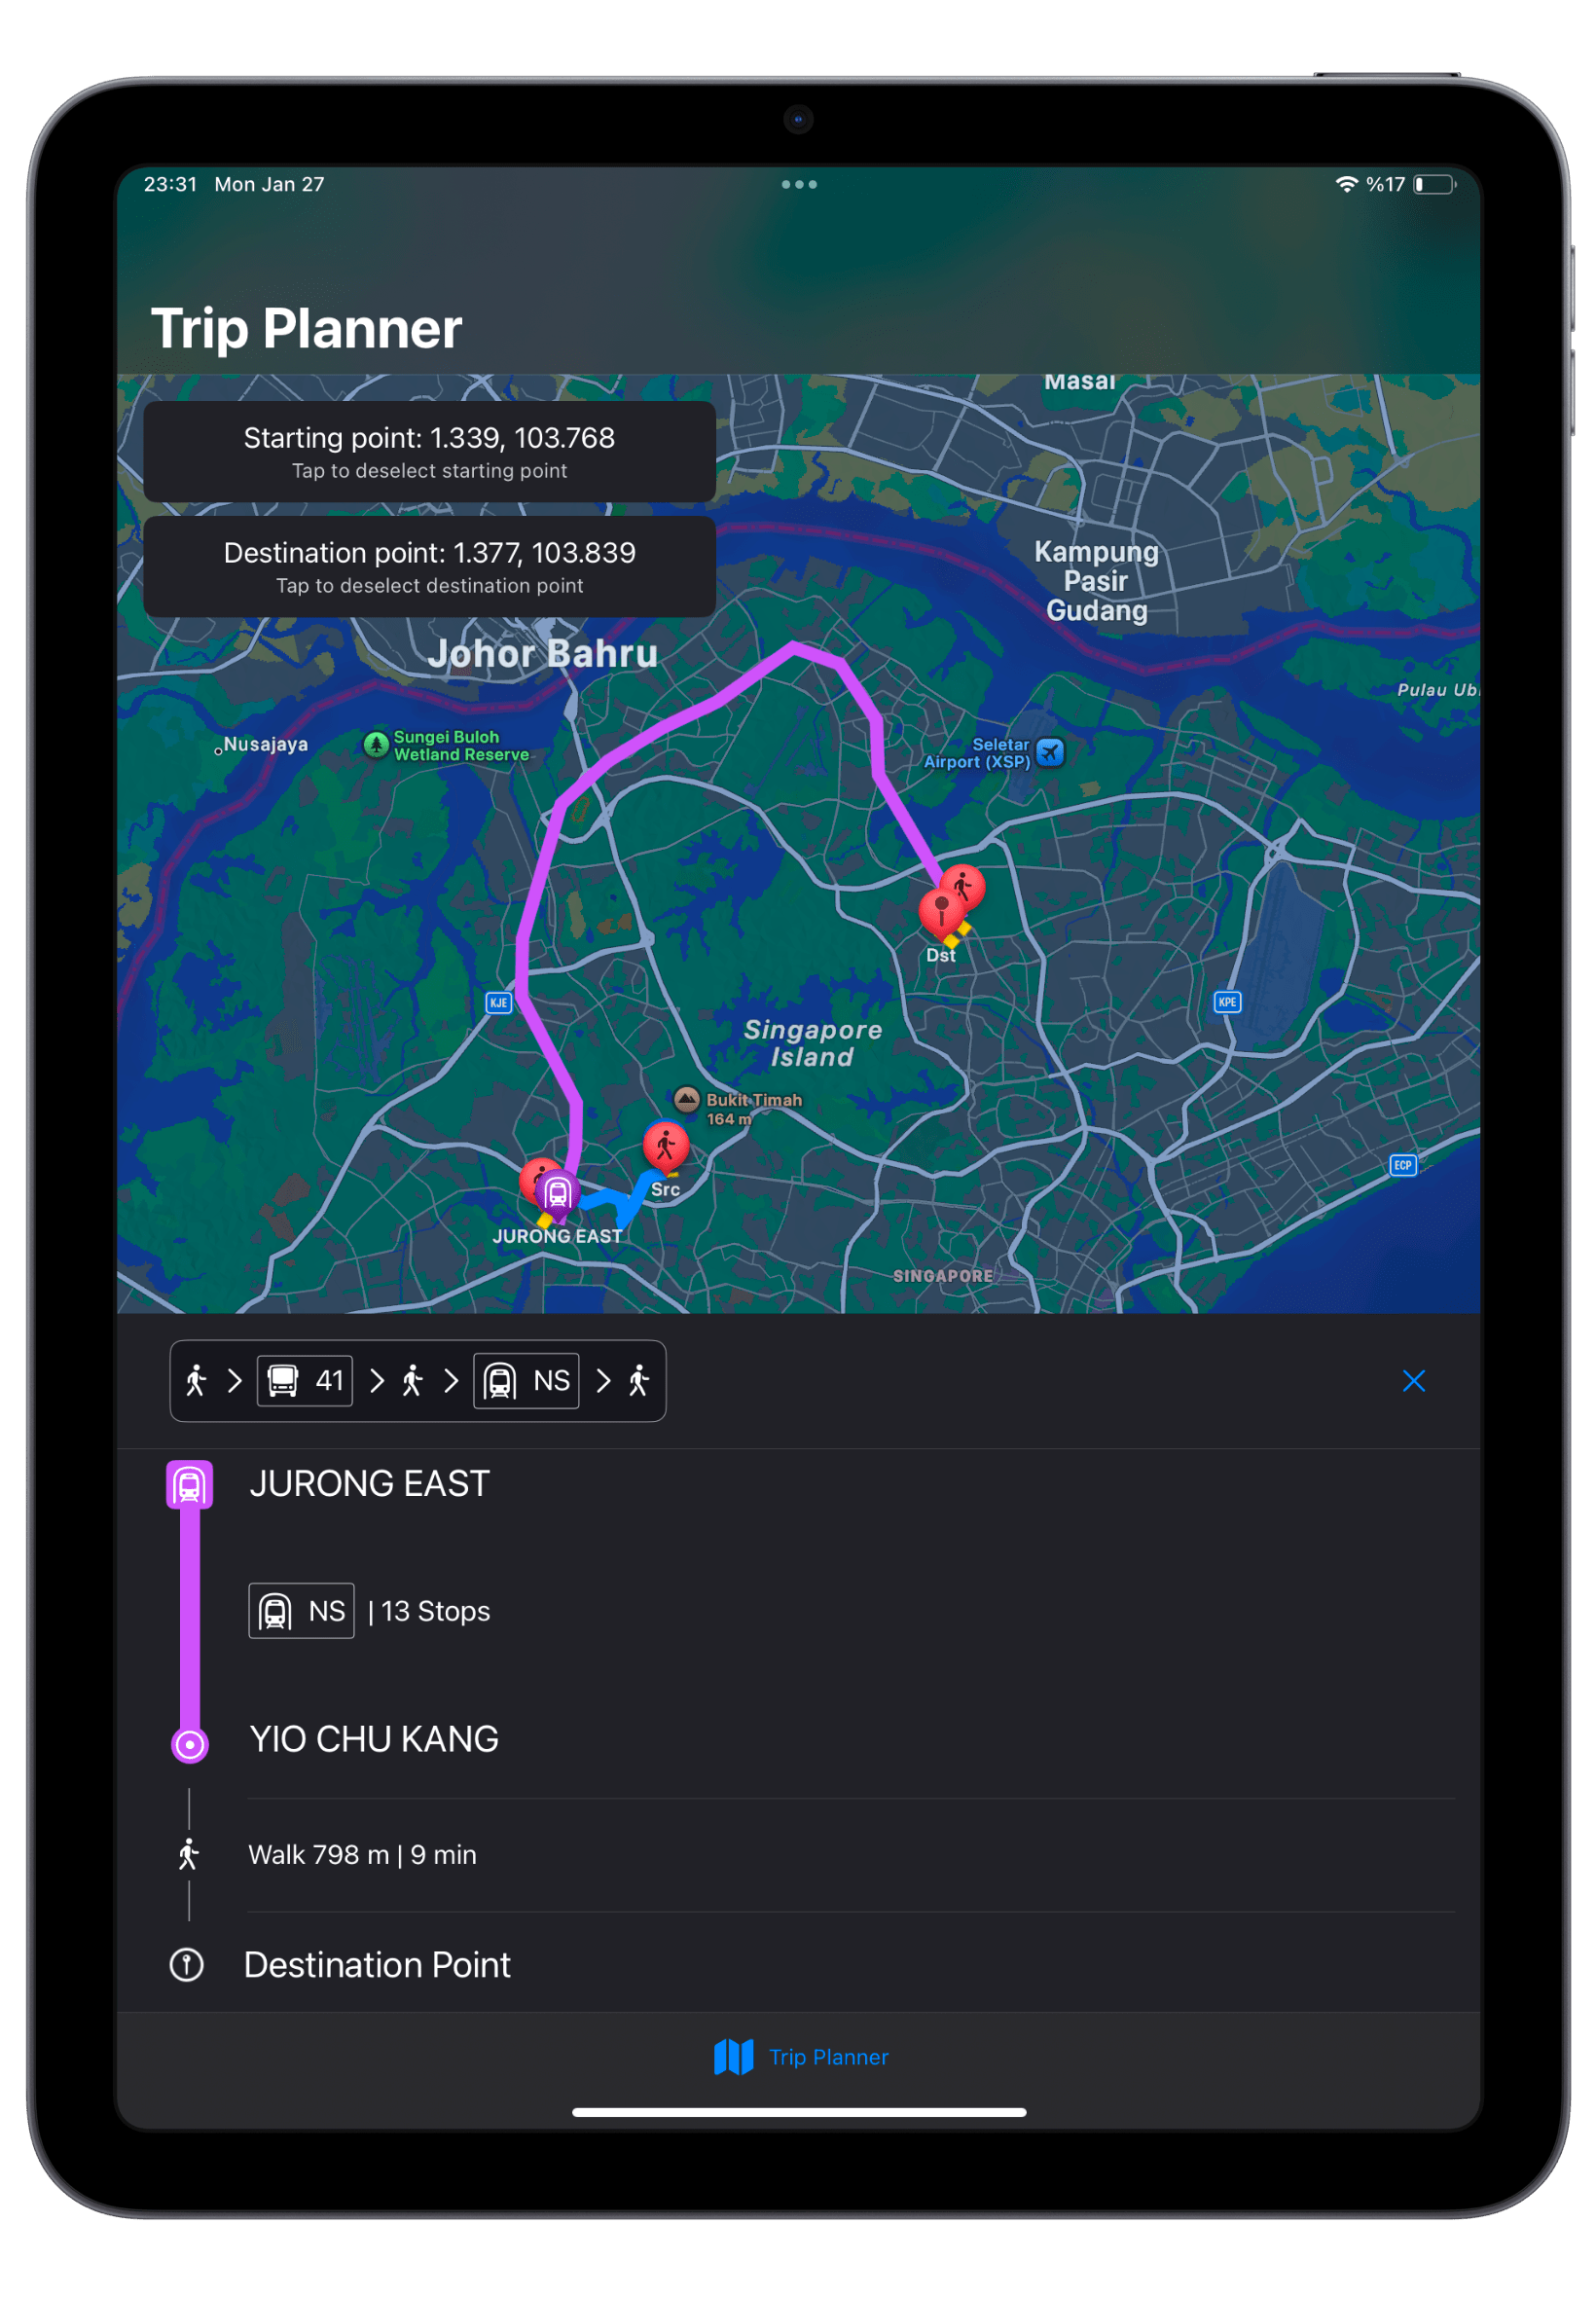 23:31 Mon Jan 27
%17
Trip Planner
Masai
Starting point: 1.339, 103.768
Tap to deselect starting point
Destination point: 1.377, 103.839
Tap to deselect destination point
Kampung
Pasir
Gudang
Johor Bahru
Pulau Ub
Nusajaya
Sungei Buloh
Wetland Reserve
Seletar
Airport (XSP)
Dst
KJE
KPE
Singapore
Island
Bukit Timah
164 m
ECP
Src
JURONG EAST
SINGAPORE
41
NS
JURONG EAST
NS | 13 Stops
YIO CHU KANG
Walk 798 m | 9 min
Destination Point
Trip Planner